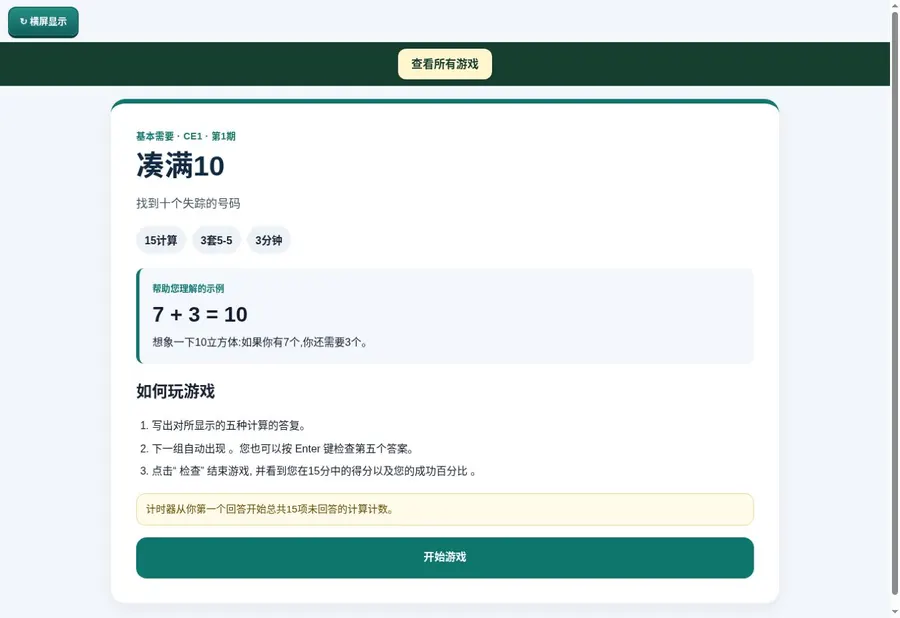 ↻ 横屏显示
查看所有游戏
基本需要 · CE1 · 第1期
凑满10
找到十个失踪的号码
15计算
3套5-5
3分钟
帮助您理解的示例
7 + 3 = 10
想象一下10立方体:如果你有7个,你还需要3个。
如何玩游戏
1. 写出对所显示的五种计算的答复。
2. 下一组自动出现 。您也可以按 Enter 键检查第五个答案。
3. 点击“ 检查” 结束游戏, 并看到您在15分中的得分以及您的成功百分比 。
计时器从你第一个回答开始总共15项未回答的计算计数。
开始游戏